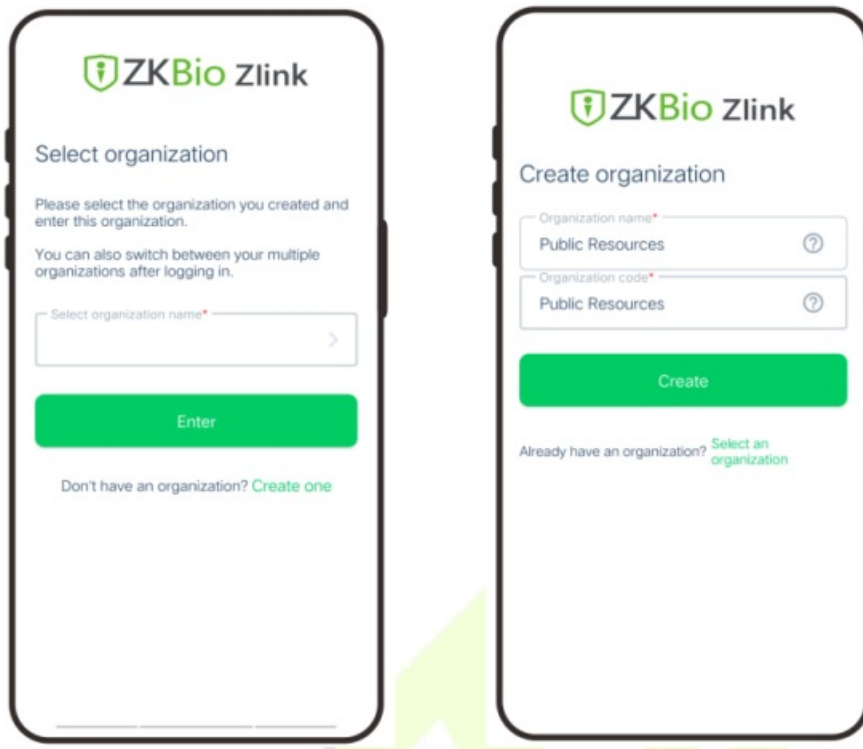 ZKBio Zlink
Select organization
Please select the organization you created and
enter this organization.
You can also switch between your multiple
organizations after logging in.
Select organization name*
Enter
Don't have an organization? Create one
ZKBio Zlink
Create organization
Organization name*
Public Resources
Organization code*
Public Resources
Create
Already have an organization? Select an
organization